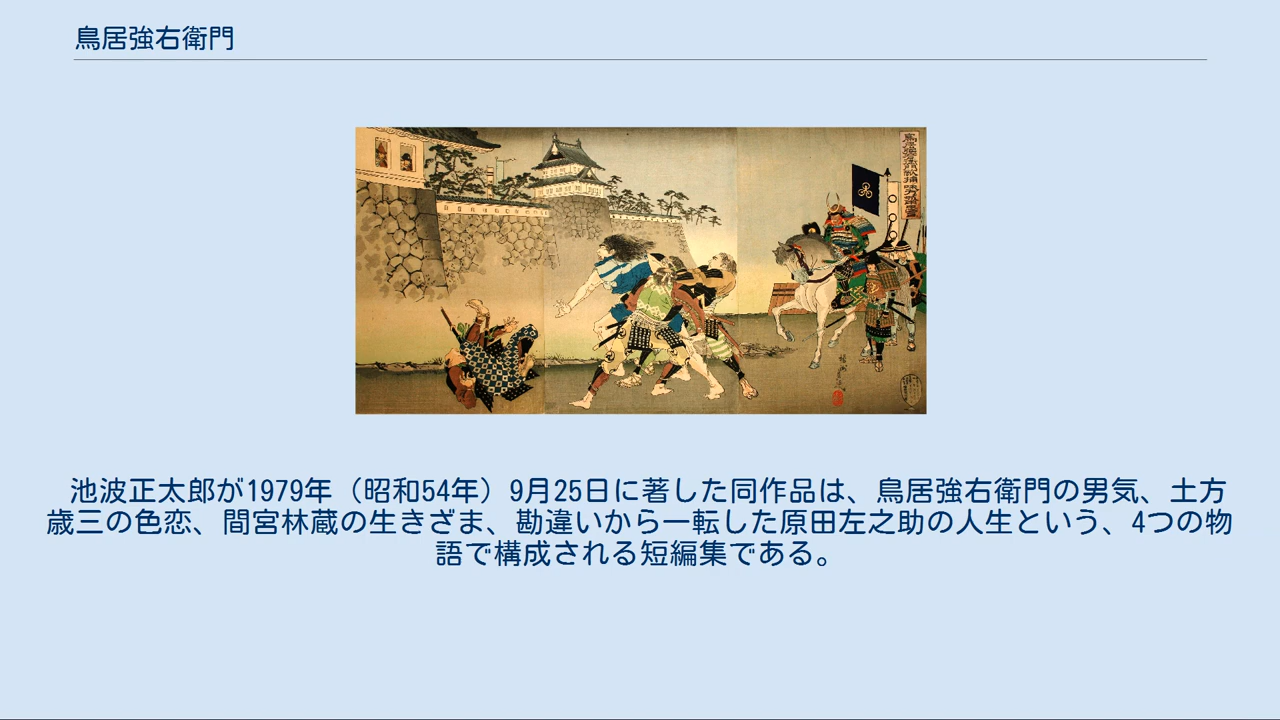 鳥居強右衛門
池波正太郎が1979年（昭和54年）9月25日に著した同作品は、鳥居強右衛門の男気、土方
歳三の色恋、間宮林蔵の生きざま、勘違いから一転した原田左之助の人生という、4つの物
語で構成される短編集である。